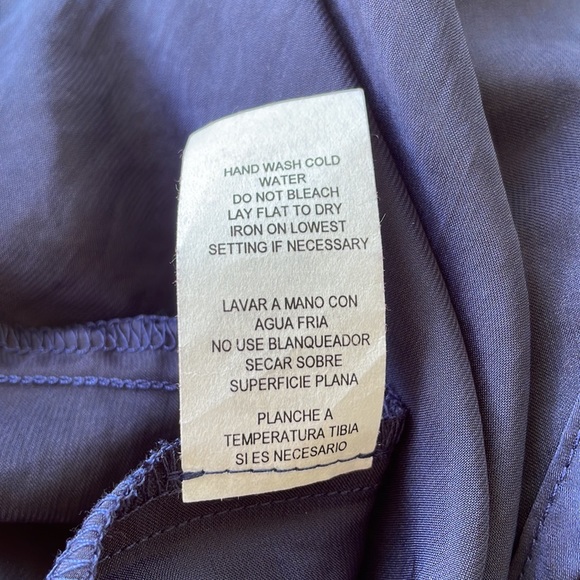 HAND WASH COLD
WATER
DO NOT BLEACH
LAY FLAT TO DRY
IRON ON LOWEST
SETTING IF NECESSARY
LAVAR A MANO CON
AGUA FRIA
NO USE BLANQUEADOR
SECAR SOBRE
SUPERFICIE PLANA
PLANCHE A
TEMPERATURA TIBIA
SI ES NECESARIO